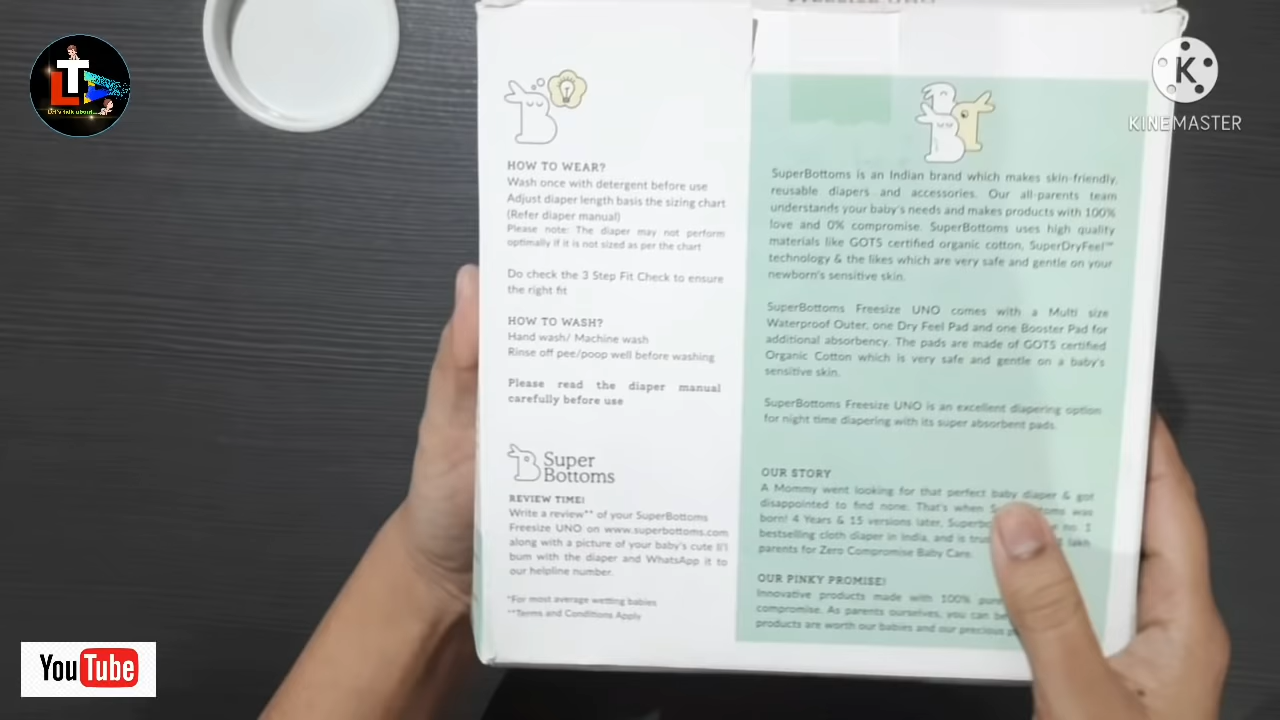 LT
Let's talk about.....
KINEMASTER
HOW TO WEAR?
Wash once with detergent before use
Adjust diaper length basis the sizing chart
(Refer diaper manual)
Please note: The diaper may not perform
optimally if it is not sized as per the chart
Do check the 3 Step Fit Check to ensure
the right fit
HOW TO WASH?
Hand wash/ Machine wash
Rinse off pee/poop well before washing
Please read the diaper manual
carefully before use
Super
Bottoms
REVIEW TIME!
Write a review** of your SuperBottoms
Freesize UNO on www.superbottoms.com
along with a picture of your baby's cute li'l
bum with the diaper and WhatsApp it to
our helpline number.
*For most average wetting babies
**Terms and Conditions Apply
SuperBottoms is an Indian brand which makes skin-friendly,
reusable diapers and accessories. Our all-parents team
understands your baby's needs and makes products with 100%
love and 0% compromise. SuperBottoms uses high quality
materials like GOTS certified organic cotton, SuperDryFeel™
technology & the likes which are very safe and gentle on your
newborn's sensitive skin.
SuperBottoms Freesize UNO comes with a Multi size
Waterproof Outer, one Dry Feel Pad and one Booster Pad for
additional absorbency. The pads are made of GOTS certified
Organic Cotton which is very safe and gentle on a baby's
sensitive skin.
SuperBottoms Freesize UNO is an excellent diapering option
for night time diapering with its super absorbent pads.
OUR STORY
A Mommy went looking for that perfect baby diaper & got
disappointed to find none. That's when was
born! 4 Years & 15 versions later, no. 1
bestselling cloth diaper in India, and is lakh
parents for Zero Compromise Baby Care.
OUR PINKY PROMISE!
Innovative products made with 100%
compromise. As parents ourselves, you can
products are worth our babies and our precious
YouTube